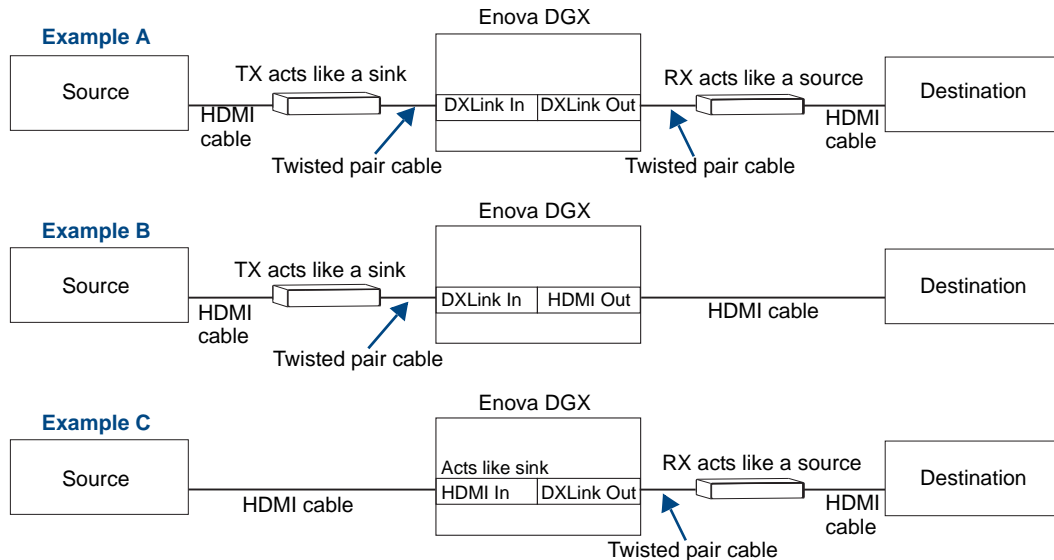 Enova DGX
Example A
Source
TX acts like a sink
RX acts like a source
Destination
DXLink In
DXLink Out
HDMI
cable
HDMI
cable
Twisted pair cable
Twisted pair cable
Enova DGX
Example B
Source
TX acts like a sink
Destination
DXLink In
HDMI Out
HDMI
cable
HDMI cable
Twisted pair cable
Enova DGX
Example C
Source
Acts like sink
RX acts like a source
Destination
HDMI In
DXLink Out
HDMI cable
HDMI
cable
Twisted pair cable